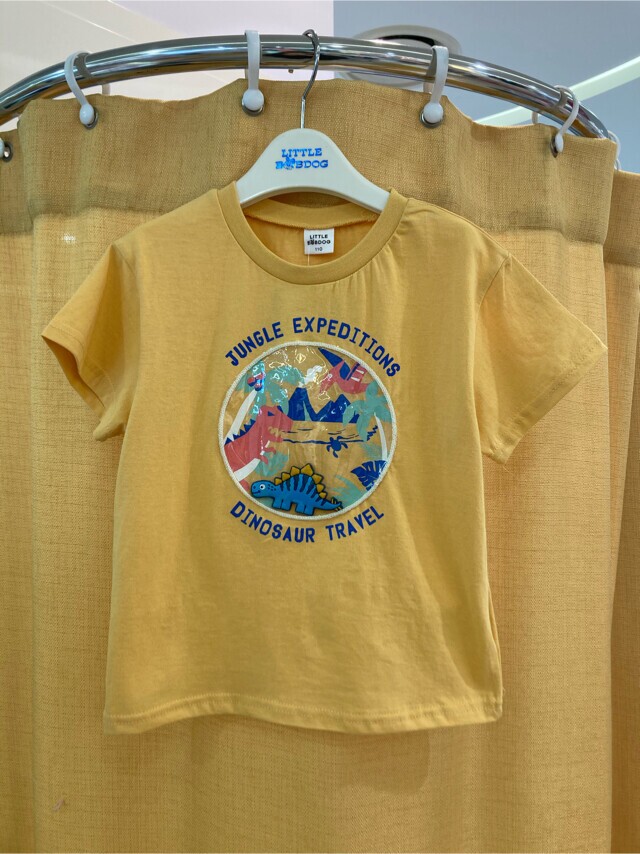 LITTLE
BOBDOG
LITTLE
BOBDOG
110
JUNGLE EXPEDITIONS
DINOSAUR TRAVEL